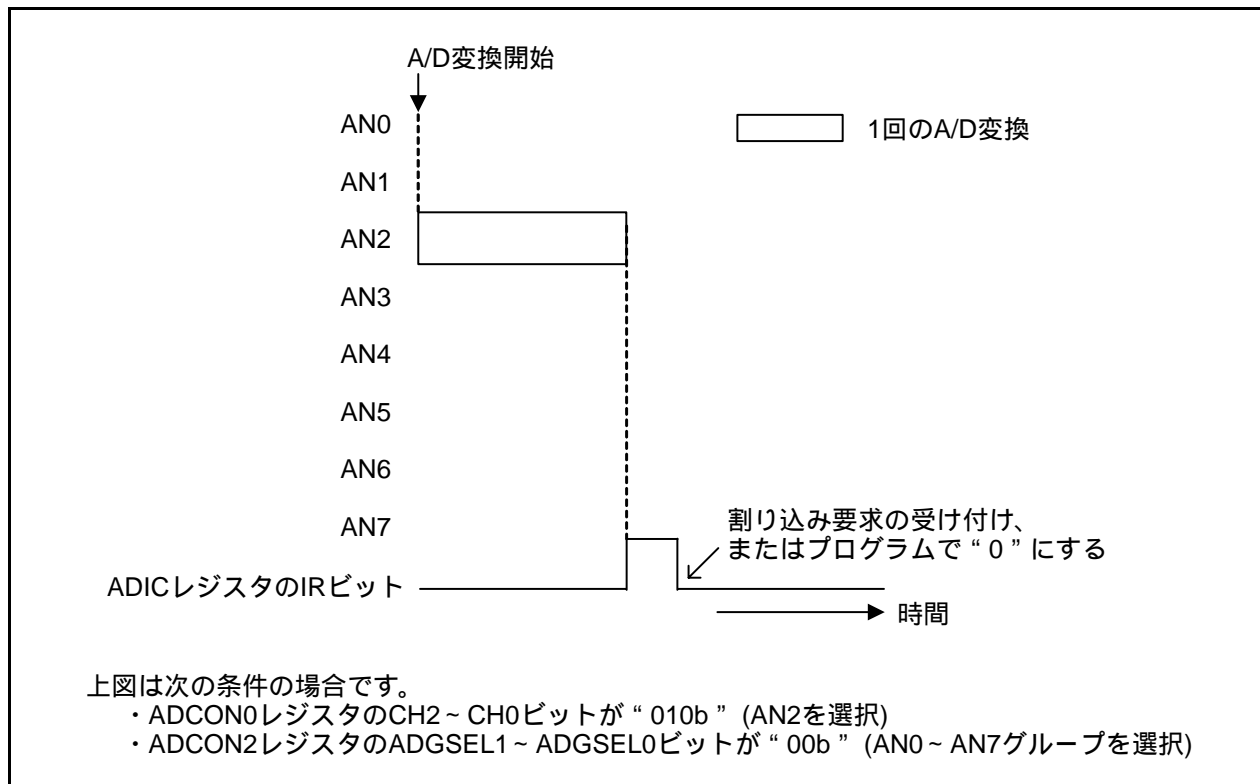 A/D変換開始
AN0
1回のA/D変換
AN1
AN2
AN3
AN4
AN5
AN6
AN7
割り込み要求の受け付け、
またはプログラムで“0”にする
ADICレジスタのIRビット
時間
上図は次の条件の場合です。
・ADCON0レジスタのCH2~CH0ビットが“010b”(AN2を選択)
・ADCON2レジスタのADGSEL1~ADGSEL0ビットが“00b”(AN0~AN7グループを選択)